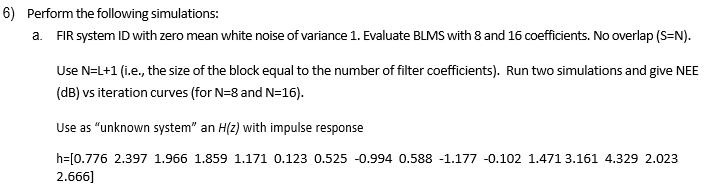 6) Perform the following simulations:
a. FIR system ID with zero mean white noise of variance 1. Evaluate BLMS with 8 and 16 coefficients. No overlap (S=N).
Use N=L+1 (i.e., the size of the block equal to the number of filter coefficients). Run two simulations and give NEE
(dB) vs iteration curves (for N=8 and N=16).
Use as "unknown system" an H(z) with impulse response
h=[0.776 2.397 1.966 1.859 1.171 0.123 0.525 -0.994 0.588 -1.177 -0.102 1.471 3.161 4.329 2.023
2.666]